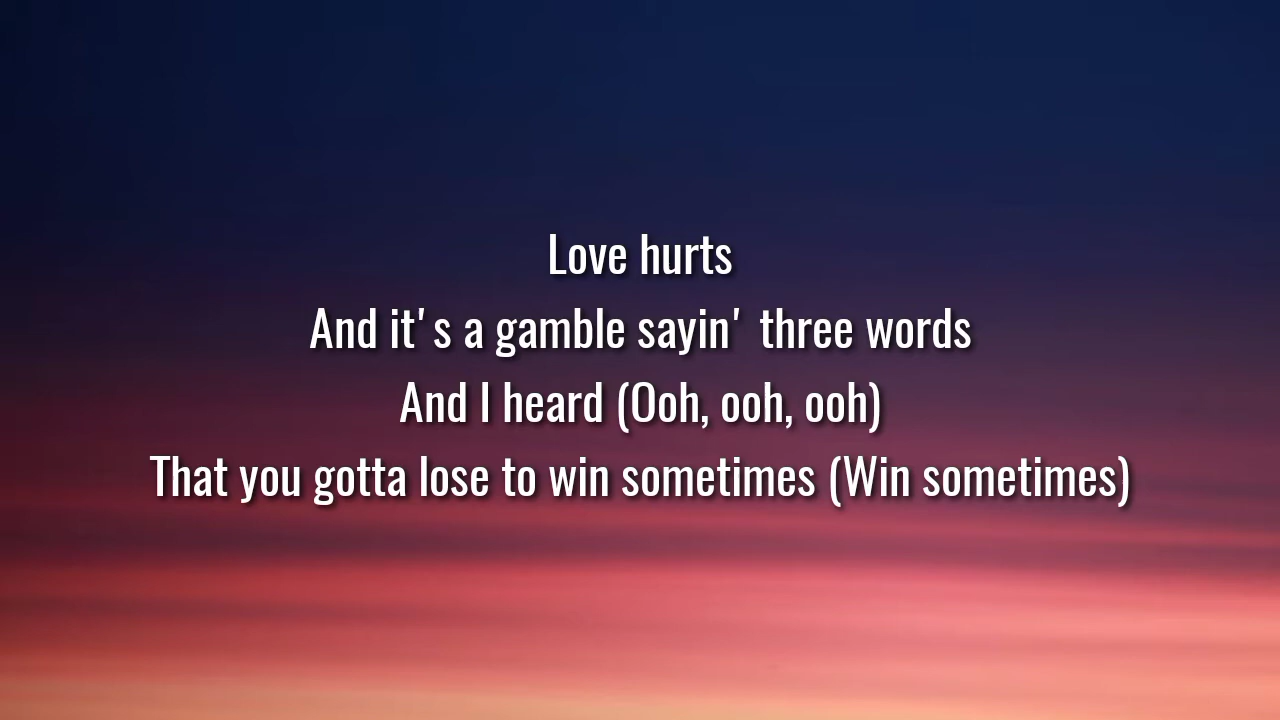 Love hurts
And it's a gamble sayin' three words
And I heard (Ooh, ooh, ooh)
That you gotta lose to win sometimes (Win sometimes)